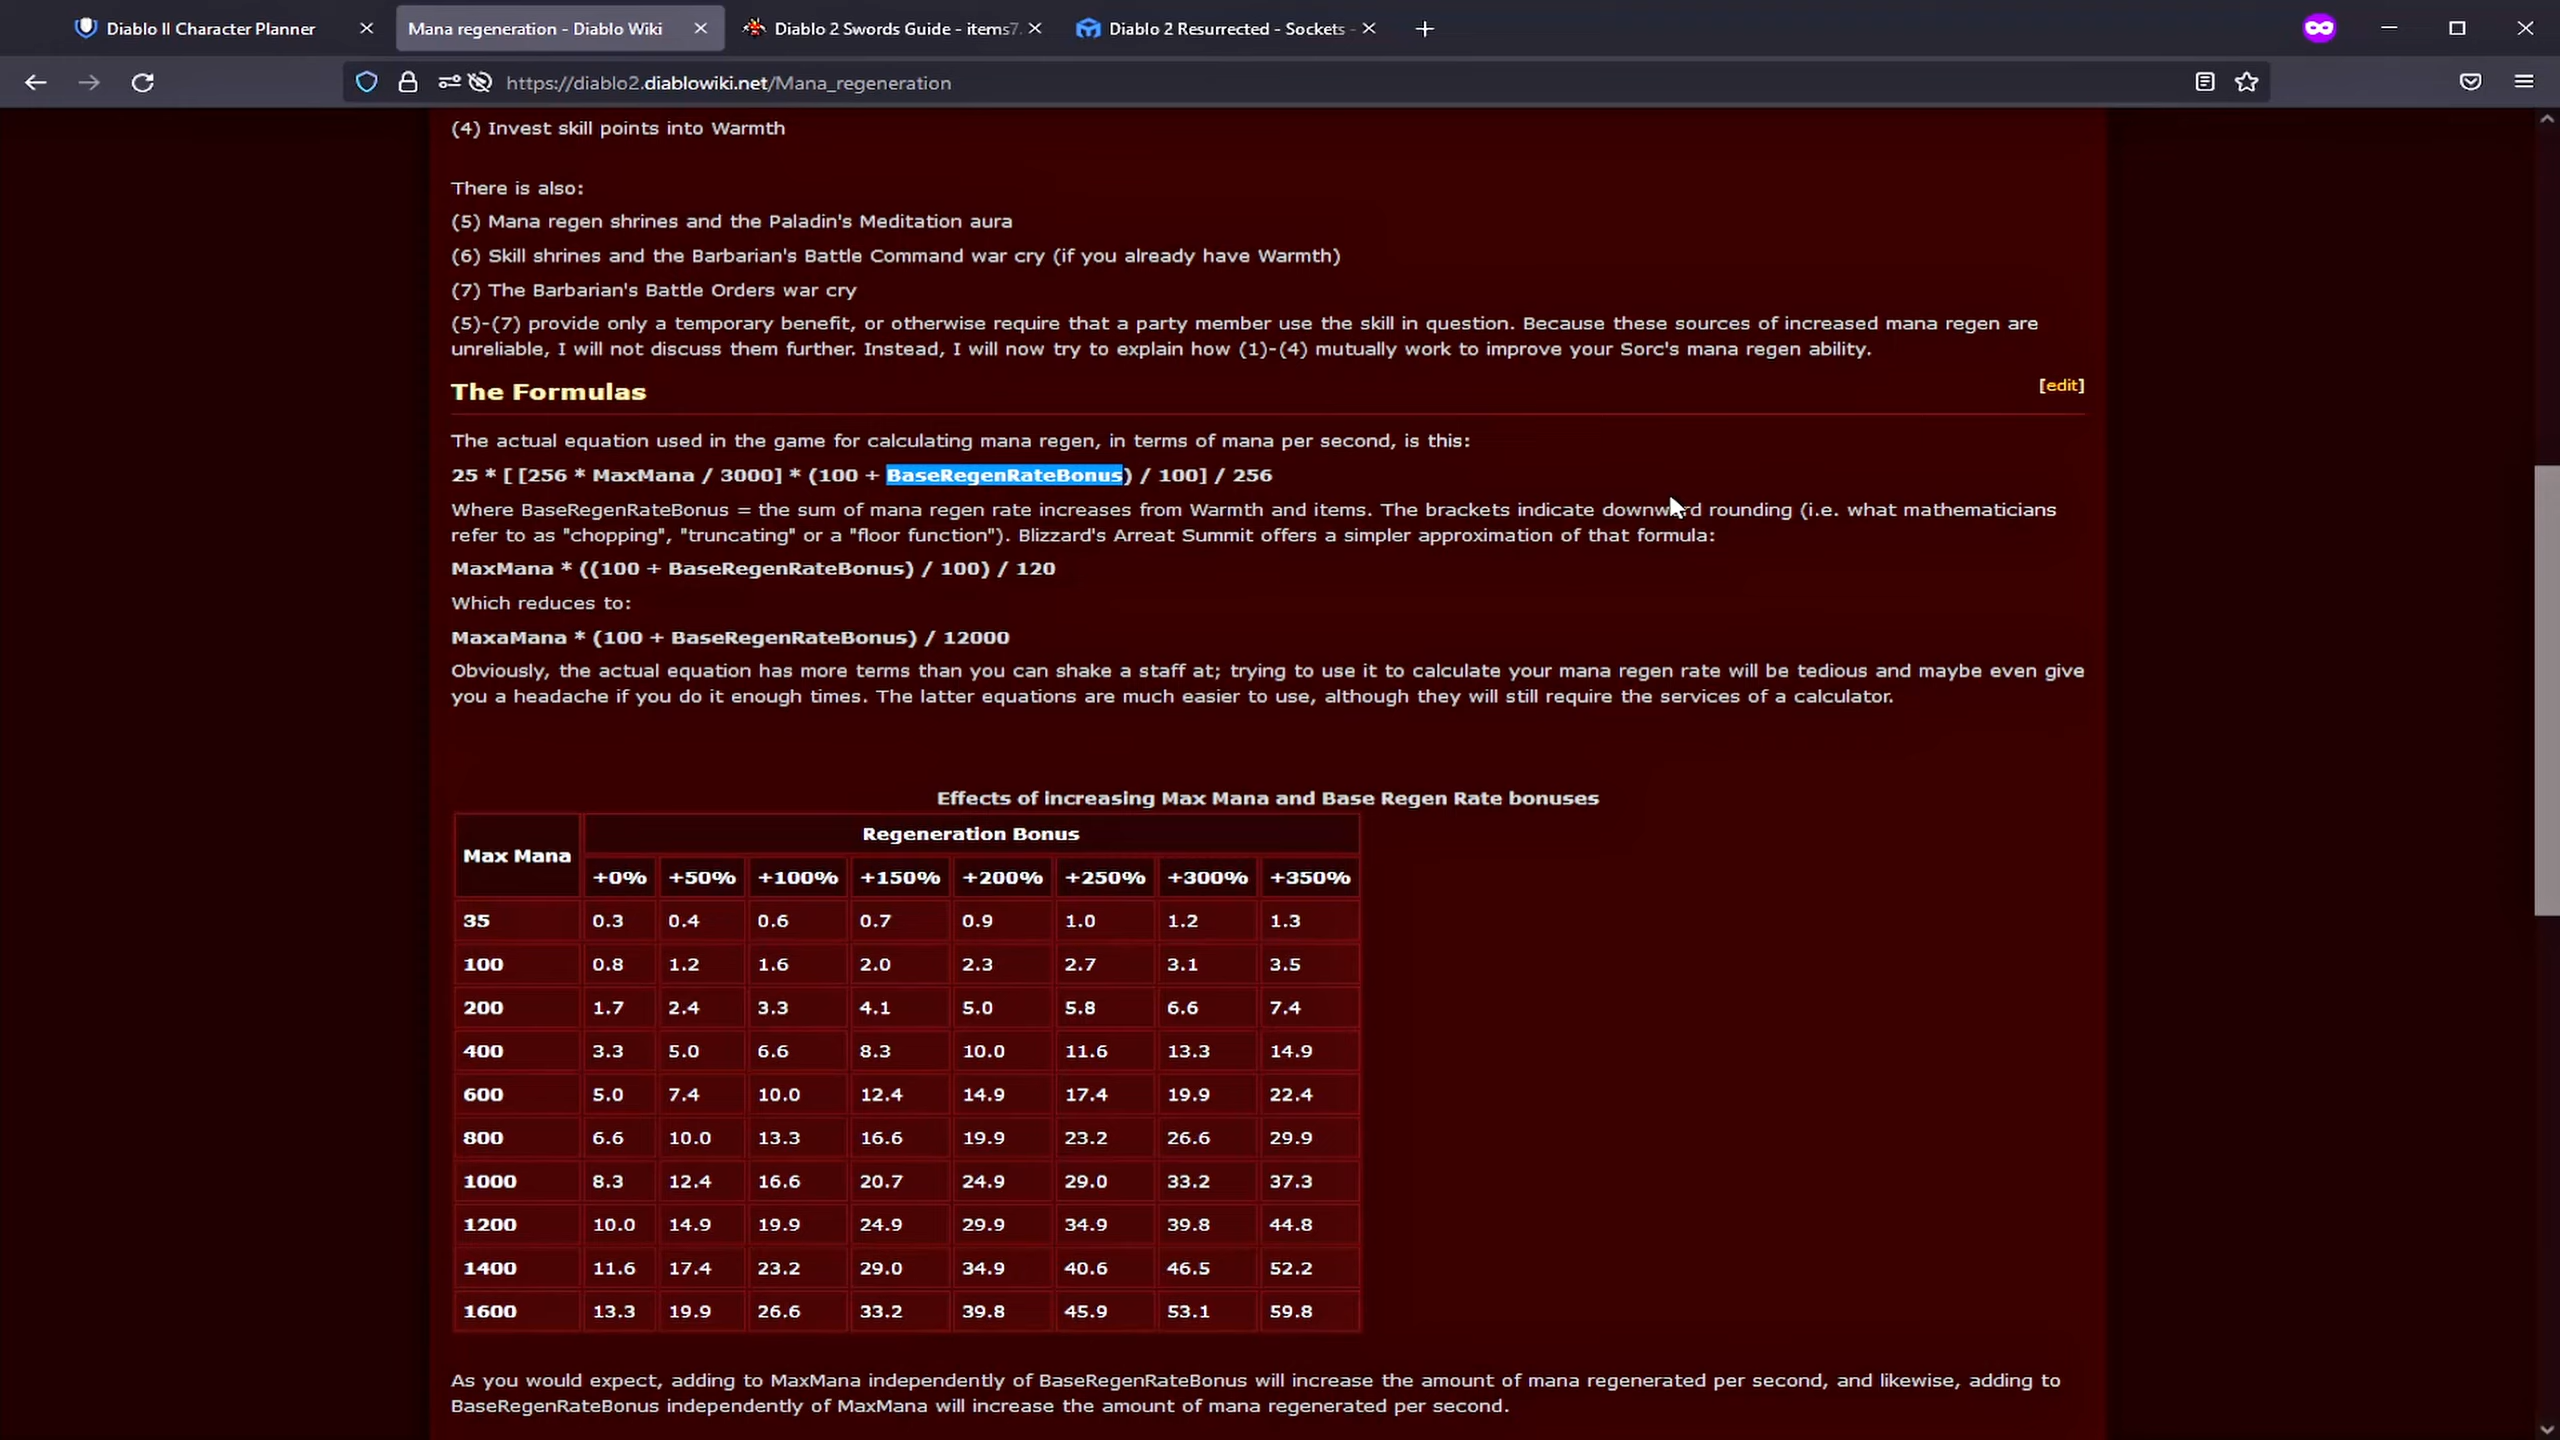 Diablo II Character Planner
Mana regeneration - Diablo Wiki
Diablo 2 Swords Guide - items7.
Diablo 2 Resurrected - Sockets -
https://diablo2.diablowiki.net/Mana_regeneration
(4) Invest skill points into Warmth
There is also:
(5) Mana regen shrines and the Paladin's Meditation aura
(6) Skill shrines and the Barbarian's Battle Command war cry (if you already have Warmth)
(7) The Barbarian's Battle Orders war cry
(5)-(7) provide only a temporary benefit, or otherwise require that a party member use the skill in question. Because these sources of increased mana regen are
unreliable, I will not discuss them further. Instead, I will now try to explain how (1)-(4) mutually work to improve your Sorc's mana regen ability.
The Formulas [edit]
The actual equation used in the game for calculating mana regen, in terms of mana per second, is this:
25 * [ [256 * MaxMana / 3000] * (100 + BaseRegenRateBonus) / 100] / 256
Where BaseRegenRateBonus = the sum of mana regen rate increases from Warmth and items. The brackets indicate downward rounding (i.e. what mathematicians
refer to as "chopping", "truncating" or a "floor function"). Blizzard's Arreat Summit offers a simpler approximation of that formula:
MaxMana * ((100 + BaseRegenRateBonus) / 100) / 120
Which reduces to:
MaxaMana * (100 + BaseRegenRateBonus) / 12000
Obviously, the actual equation has more terms than you can shake a staff at; trying to use it to calculate your mana regen rate will be tedious and maybe even give
you a headache if you do it enough times. The latter equations are much easier to use, although they will still require the services of a calculator.
Effects of increasing Max Mana and Base Regen Rate bonuses
Max Mana Regeneration Bonus
+0% +50% +100% +150% +200% +250% +300% +350%
35 0.3 0.4 0.6 0.7 0.9 1.0 1.2 1.3
100 0.8 1.2 1.6 2.0 2.3 2.7 3.1 3.5
200 1.7 2.4 3.3 4.1 5.0 5.8 6.6 7.4
400 3.3 5.0 6.6 8.3 10.0 11.6 13.3 14.9
600 5.0 7.4 10.0 12.4 14.9 17.4 19.9 22.4
800 6.6 10.0 13.3 16.6 19.9 23.2 26.6 29.9
1000 8.3 12.4 16.6 20.7 24.9 29.0 33.2 37.3
1200 10.0 14.9 19.9 24.9 29.9 34.9 39.8 44.8
1400 11.6 17.4 23.2 29.0 34.9 40.6 46.5 52.2
1600 13.3 19.9 26.6 33.2 39.8 45.9 53.1 59.8
As you would expect, adding to MaxMana independently of BaseRegenRateBonus will increase the amount of mana regenerated per second, and likewise, adding to
BaseRegenRateBonus independently of MaxMana will increase the amount of mana regenerated per second.